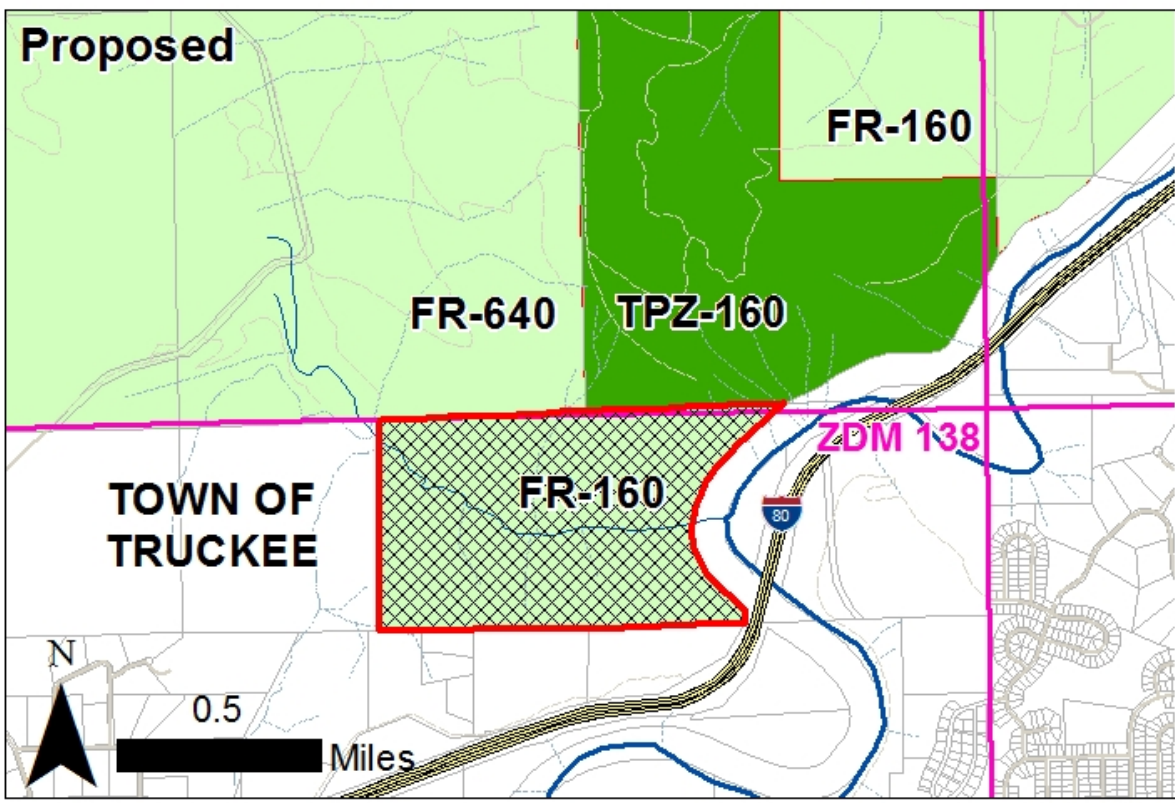 Proposed
FR-160
FR-640
TPZ-160
ZDM 138
FR-160
TOWN OF
TRUCKEE
80
N
0.5
Miles